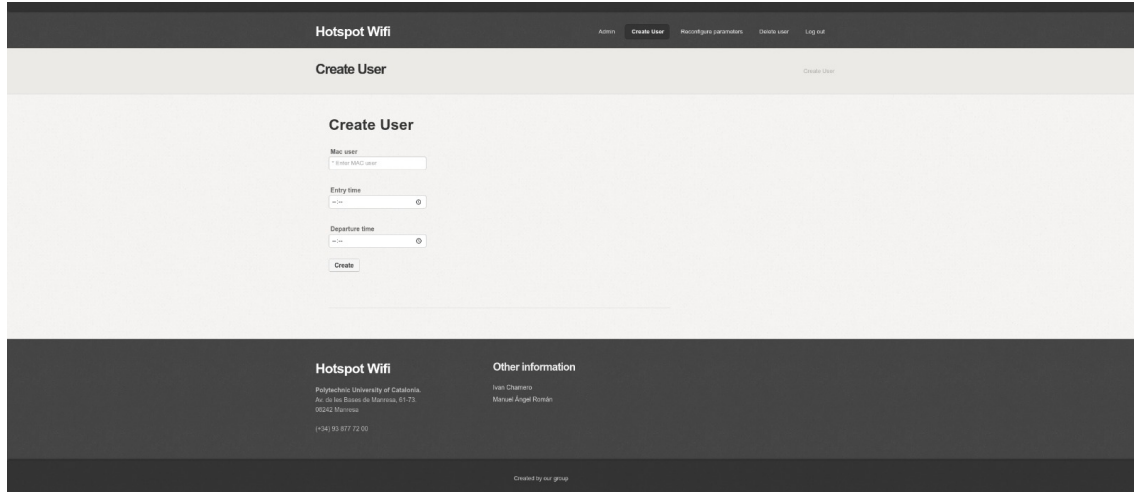 Hotspot Wifi
Admin Create User Reconfigure parameters Delete user Log out
Create User
Create User
Create User
Mac user
* Enter MAC user
Entry time
--:--
Departure time
--:--
Create
Hotspot Wifi
Polytechnic University of Catalonia.
Av. de les Bases de Manresa, 61-73.
08242 Manresa
(+34) 93 877 72 00
Other information
Ivan Charnero
Manuel Ángel Román
Created by our group